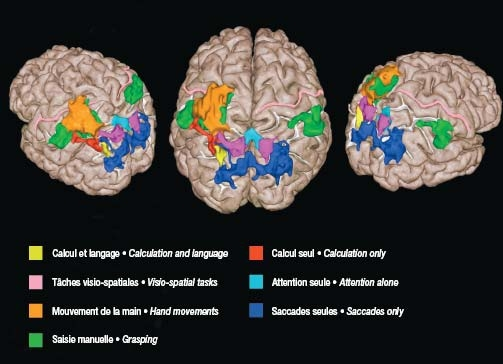 Calcul et langage • Calculation and language
Calcul seul • Calculation only
Tâches visio-spatiales • Visio-spatial tasks
Attention seule • Attention alone
Mouvement de la main • Hand movements
Saccades seules • Saccades only
Saisie manuelle • Grasping